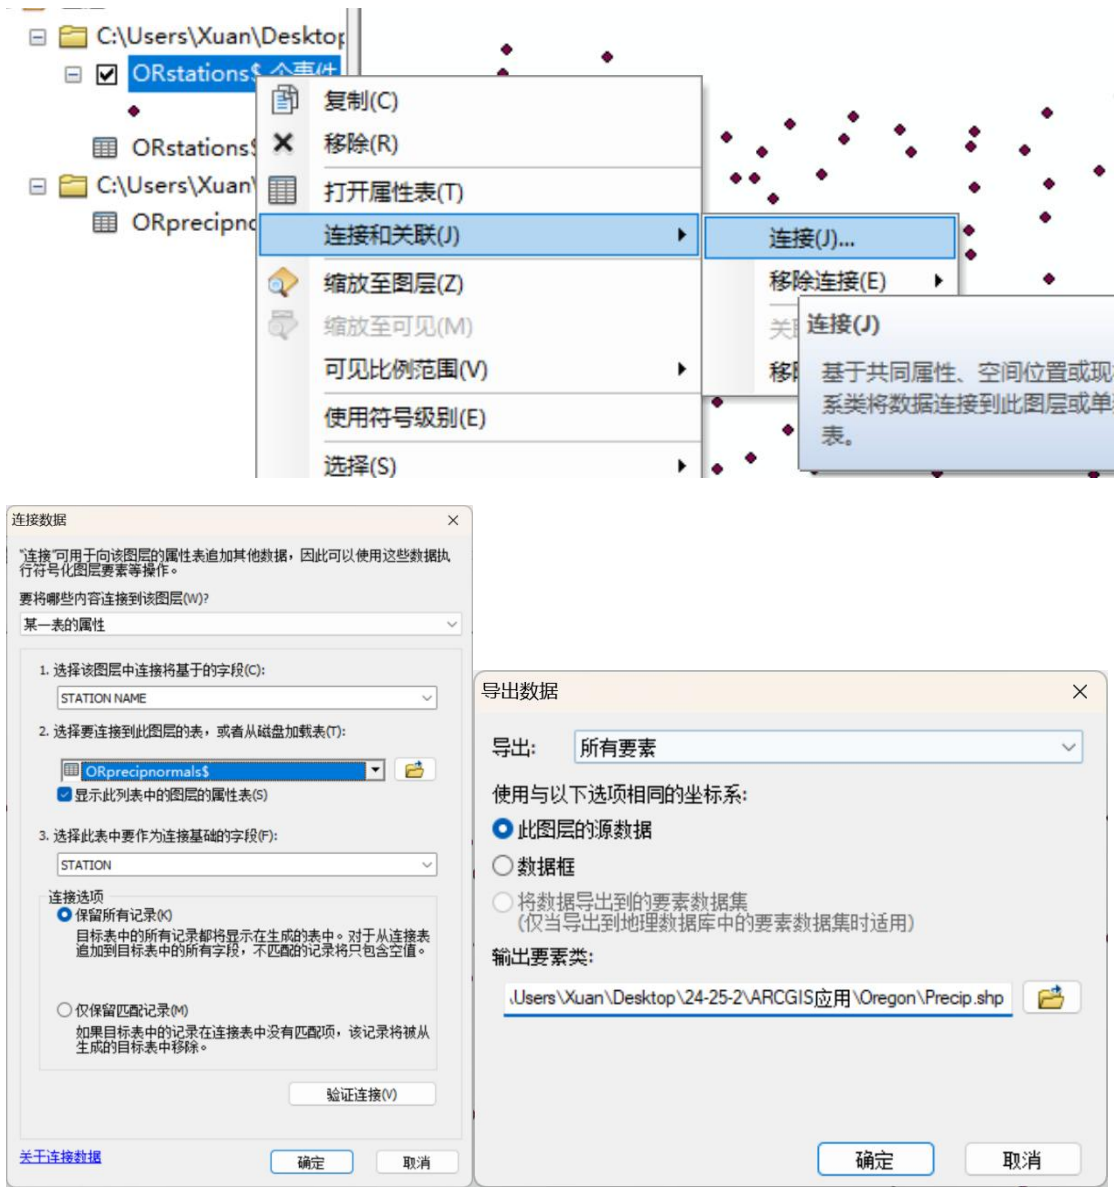 C:\Users\Xuan\Desktop
ORstations$ 个事件
ORstations$
C:\Users\Xuan\
ORprecipno
复制(C)
移除(R)
打开属性表(T)
连接和关联(J)
缩放至图层(Z)
缩放至可见(M)
可见比例范围(V)
使用符号级别(E)
选择(S)
连接(J)...
移除连接(E)
关
移
连接(J)
基于共同属性、空间位置或现
系类将数据连接到此图层或单
表。
连接数据
"连接"可用于向该图层的属性表追加其他数据，因此可以使用这些数据执
行符号化图层要素等操作。
要将哪些内容连接到该图层(W)?
某一表的属性
1. 选择该图层中连接将基于的字段(C):
STATION NAME
2. 选择要连接到此图层的表，或者从磁盘加载表(T):
ORprecipnormals$
显示此列表中的图层的属性表(S)
3. 选择此表中要作为连接基础的字段(F):
STATION
连接选项
保留所有记录(K)
目标表中的所有记录都将显示在生成的表中。对于从连接表
追加到目标表中的所有字段，不匹配的记录将只包含空值。
仅保留匹配记录(M)
如果目标表中的记录在连接表中没有匹配项，该记录将被从
生成的目标表中移除。
验证连接(V)
关于连接数据
确定
取消
导出数据
导出:
所有要素
使用与以下选项相同的坐标系:
此图层的源数据
数据框
将数据导出到的要素数据集
(仅当导出到地理数据库中的要素数据集时适用)
输出要素类:
.Users\Xuan\Desktop\24-25-2\ARCGIS应用\Oregon\Precip.shp
确定
取消